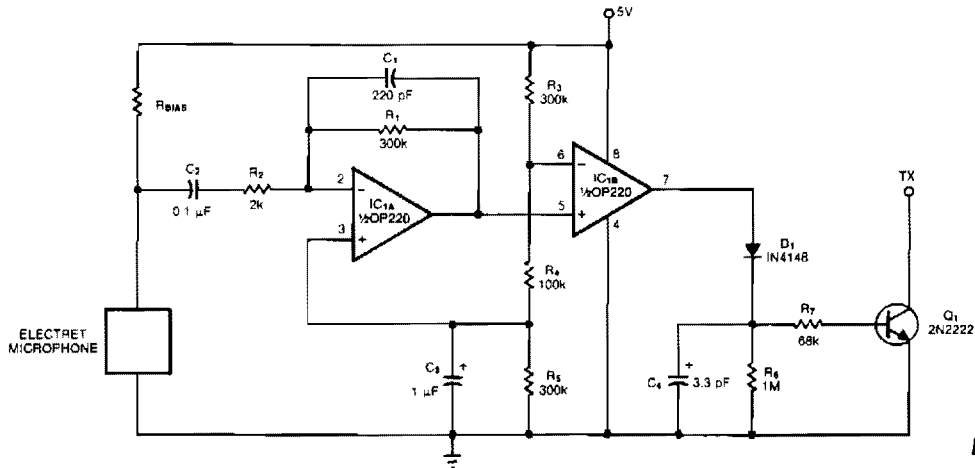 5V
C₁
220 pF
R₁
300k
R₃
300k
RBIAS
C₂
0.1 µF
R₂
2k
2
−
IC1A
½OP220
3
+
6
−
8
IC1B
½OP220
7
5
+
4
TX
D₁
IN4148
R₄
100k
R₇
68k
Q₁
2N2222
ELECTRET
MICROPHONE
C₃
+
1 µF
R₅
300k
C₄
+
3.3 pF
R₆
1M